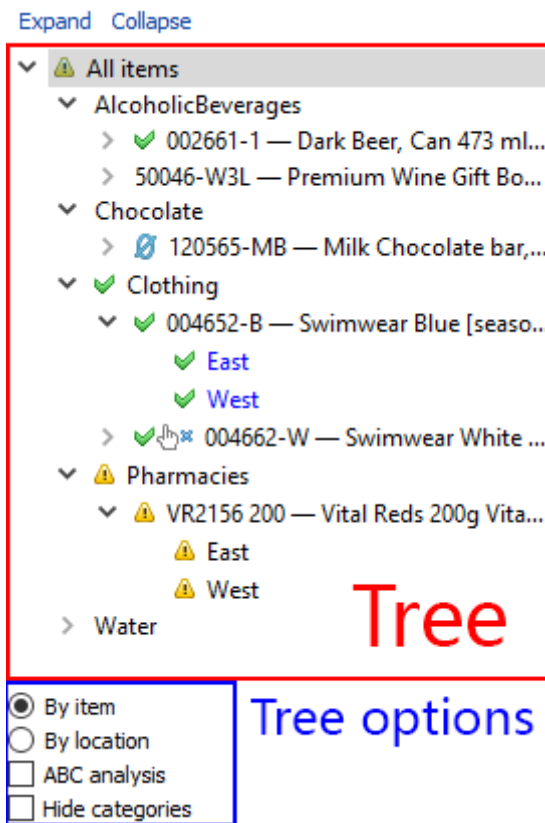 Expand Collapse
All items
AlcoholicBeverages
002661-1 — Dark Beer, Can 473 ml...
50046-W3L — Premium Wine Gift Bo...
Chocolate
120565-MB — Milk Chocolate bar,...
Clothing
004652-B — Swimwear Blue [seaso...
East
West
004662-W — Swimwear White ...
Pharmacies
VR2156 200 — Vital Reds 200g Vita...
East
West
Tree
Water
By item
Tree options
By location
ABC analysis
Hide categories